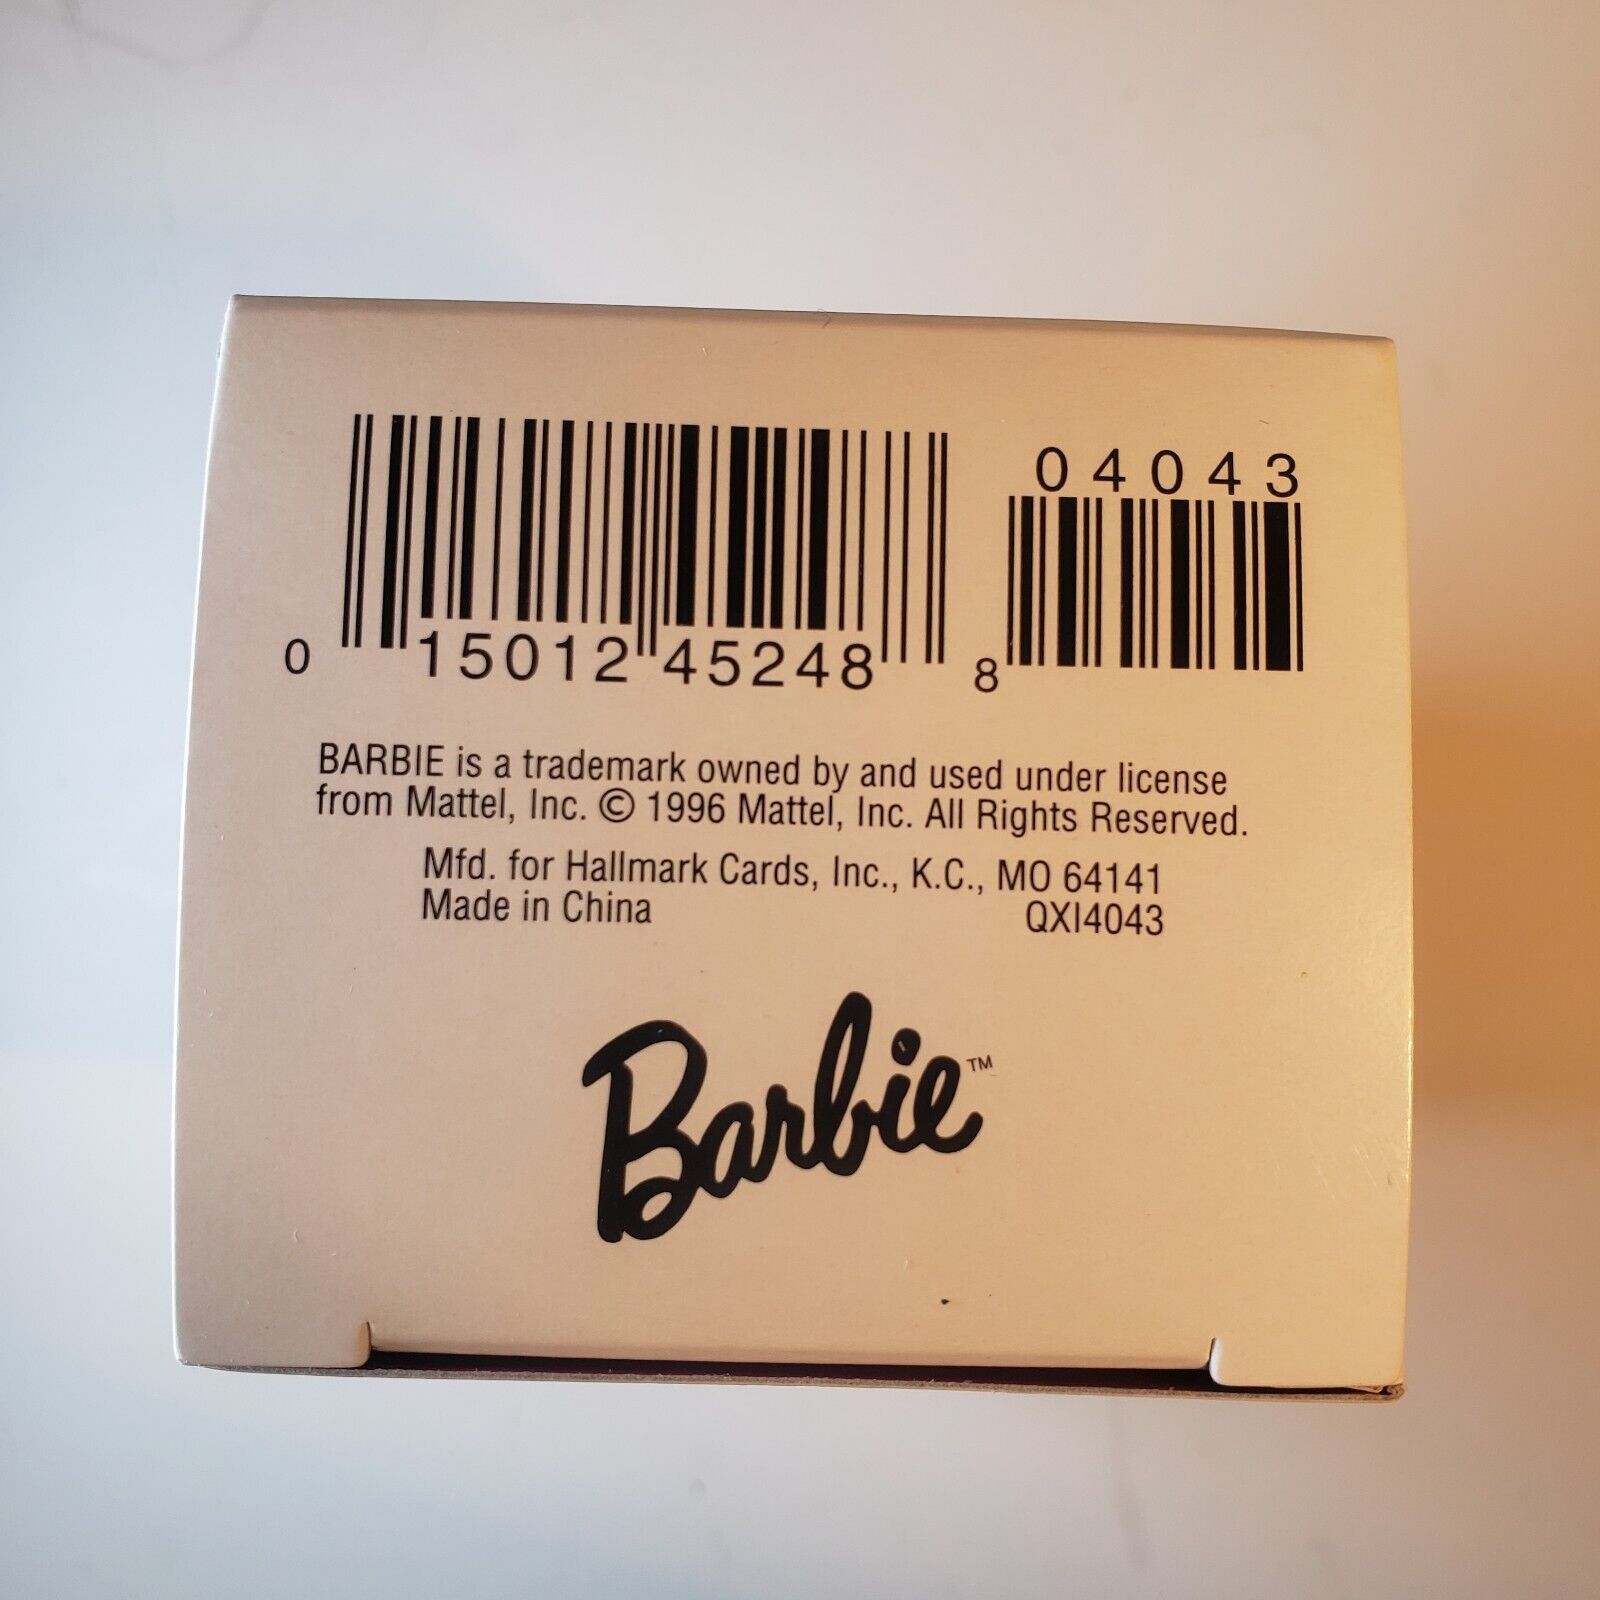 04043
0 15012 45248 8
BARBIE is a trademark owned by and used under license
from Mattel, Inc. © 1996 Mattel, Inc. All Rights Reserved.
Mfd. for Hallmark Cards, Inc., K.C., MO 64141
Made in China QXI4043
Barbie™